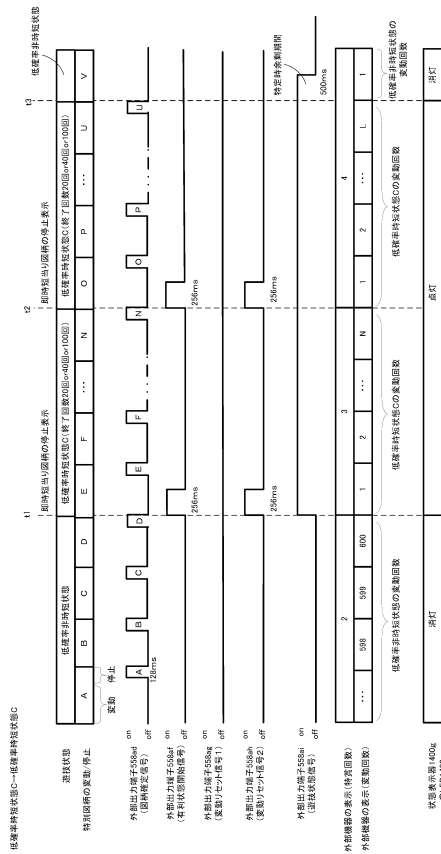 低確率時短状態C→低確率時短状態C
t1
t2
t3
即時短当り図柄の停止表示
即時短当り図柄の停止表示
遊技状態
低確率非時短状態
低確率時短状態C(終了回数20回or40回or100回)
低確率時短状態C(終了回数20回or40回or100回)
低確率非時短状態
特別図柄の変動/停止
A
B
C
D
E
F
…
N
O
P
…
U
V
変動
停止
外部出力端子558ad
(図柄確定信号)
on
off
A
B
C
D
E
F
N
O
P
U
128ms
外部出力端子558af
(有利状態開始信号)
on
off
256ms
256ms
外部出力端子558ag
(変動リセット信号1)
on
off
外部出力端子558ah
(変動リセット信号2)
on
off
256ms
256ms
外部出力端子558ai
(遊技状態信号)
on
off
特定時余剰期間
500ms
外部機器の表示(特賞回数)
2
3
4
外部機器の表示(変動回数)
…
598
599
600
1
2
…
N
1
2
…
L
1
低確率非時短状態の変動回数
低確率時短状態Cの変動回数
低確率時短状態Cの変動回数
低確率非時短状態の
変動回数
状態表示器1400g
消灯
点灯
消灯